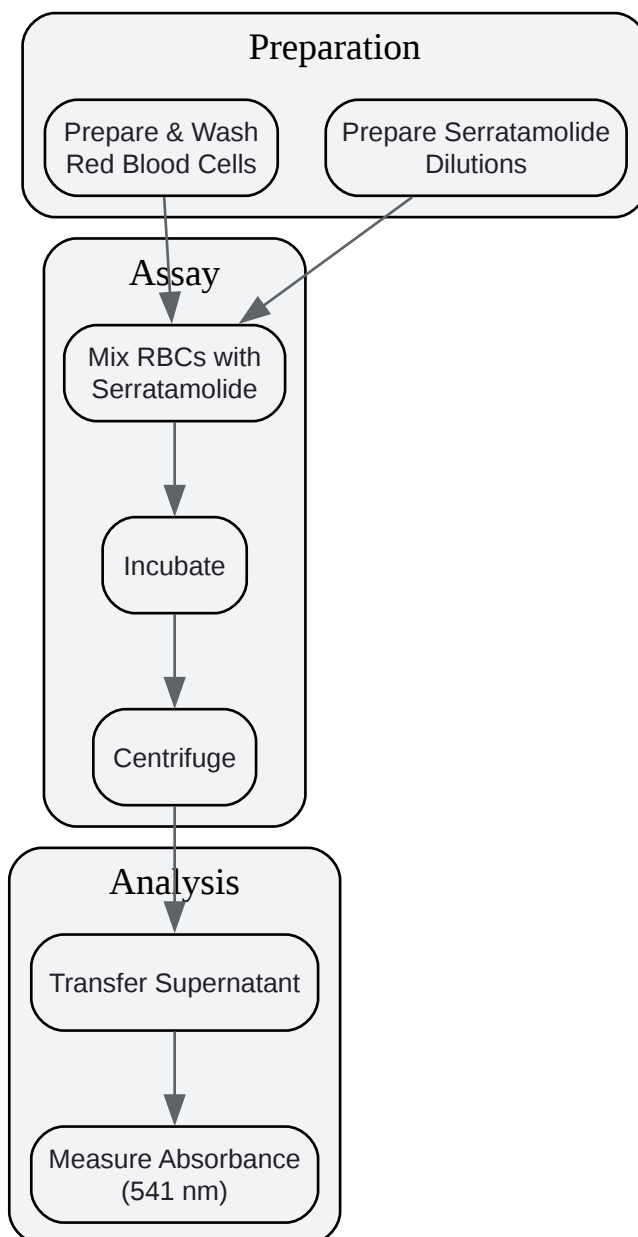 Preparation
Prepare & Wash
Red Blood Cells
Prepare Serratamolide
Dilutions
Assay
Mix RBCs with
Serratamolide
Incubate
Centrifuge
Analysis
Transfer Supernatant
Measure Absorbance
(541 nm)